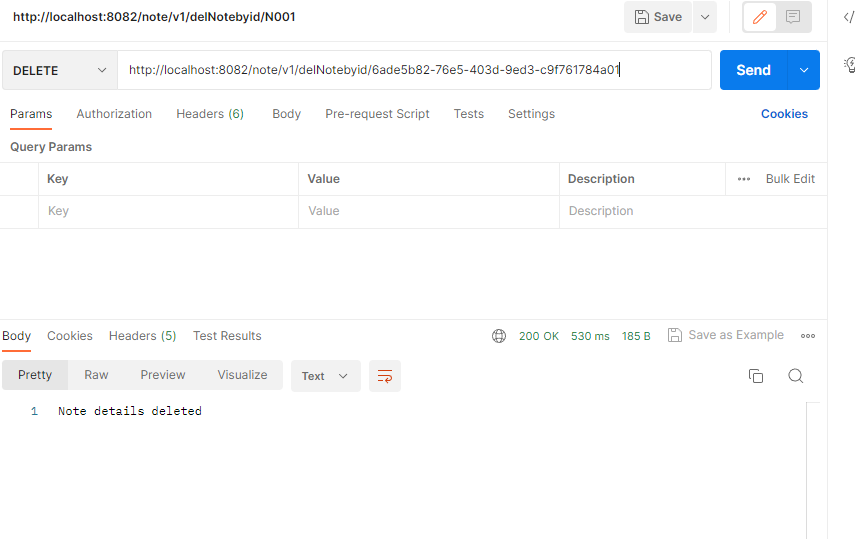 http://localhost:8082/note/v1/delNotebyid/N001
Save
DELETE
http://localhost:8082/note/v1/delNotebyid/6ade5b82-76e5-403d-9ed3-c9f761784a01
Send
Params Authorization Headers (6) Body Pre-request Script Tests Settings Cookies
Query Params
Key Value Description ••• Bulk Edit
Key Value Description
Body Cookies Headers (5) Test Results 200 OK 530 ms 185 B Save as Example
Pretty Raw Preview Visualize Text
1 Note details deleted